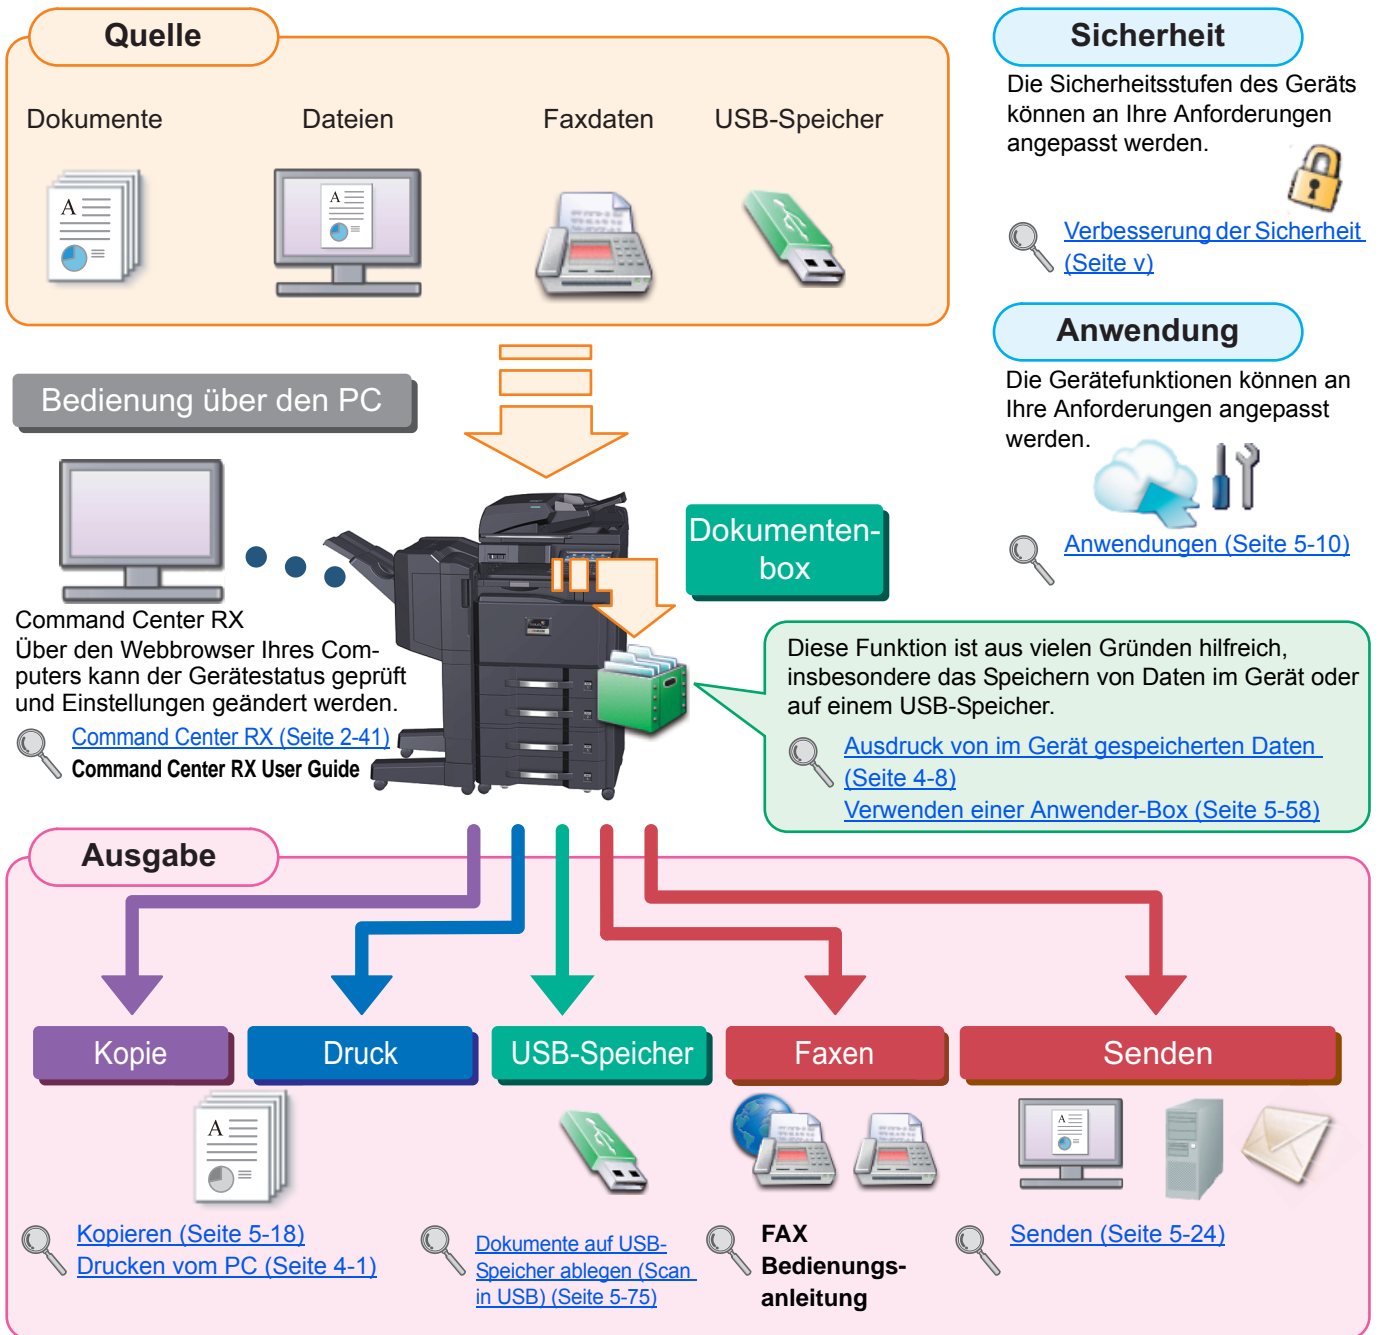 Quelle
Dokumente
Dateien
Faxdaten
USB-Speicher
Sicherheit
Die Sicherheitsstufen des Geräts
können an Ihre Anforderungen
angepasst werden.
Verbesserung der Sicherheit
(Seite v)
Anwendung
Die Gerätefunktionen können an
Ihre Anforderungen angepasst
werden.
Anwendungen (Seite 5-10)
Bedienung über den PC
Command Center RX
Über den Webbrowser Ihres Com-
puters kann der Gerätestatus geprüft
und Einstellungen geändert werden.
Command Center RX (Seite 2-41)
Command Center RX User Guide
Dokumenten-
box
Diese Funktion ist aus vielen Gründen hilfreich,
insbesondere das Speichern von Daten im Gerät oder
auf einem USB-Speicher.
Ausdruck von im Gerät gespeicherten Daten
(Seite 4-8)
Verwenden einer Anwender-Box (Seite 5-58)
Ausgabe
Kopie
Druck
USB-Speicher
Faxen
Senden
Kopieren (Seite 5-18)
Drucken vom PC (Seite 4-1)
Dokumente auf USB-
Speicher ablegen (Scan
in USB) (Seite 5-75)
FAX
Bedienungs-
anleitung
Senden (Seite 5-24)